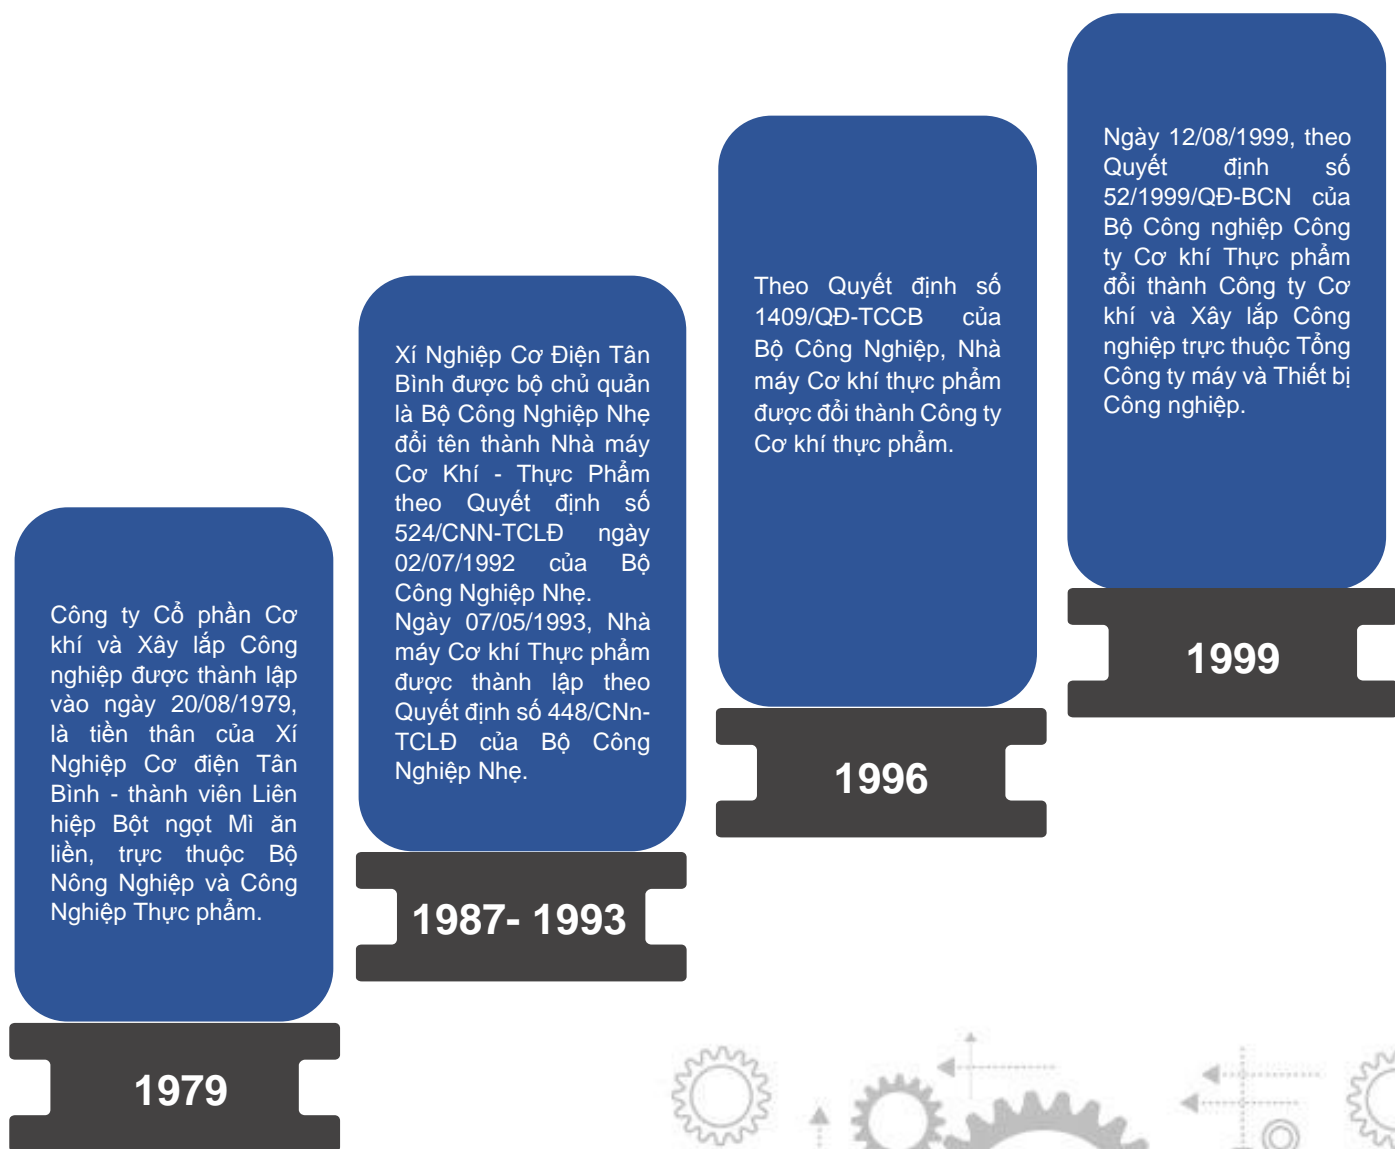 Công ty Cổ phần Cơ
khí và Xây lắp Công
nghiệp được thành lập
vào ngày 20/08/1979,
là tiền thân của Xí
Nghiệp Cơ điện Tân
Bình - thành viên Liên
hiệp Bột ngọt Mì ăn
liền, trực thuộc Bộ
Nông Nghiệp và Công
Nghiệp Thực phẩm.
1979
Xí Nghiệp Cơ Điện Tân
Bình được bộ chủ quản
là Bộ Công Nghiệp Nhẹ
đổi tên thành Nhà máy
Cơ Khí - Thực Phẩm
theo Quyết định số
524/CNN-TCLĐ ngày
02/07/1992 của Bộ
Công Nghiệp Nhẹ.
Ngày 07/05/1993, Nhà
máy Cơ khí Thực phẩm
được thành lập theo
Quyết định số 448/CNn-
TCLĐ của Bộ Công
Nghiệp Nhẹ.
1987- 1993
Theo Quyết định số
1409/QĐ-TCCB của
Bộ Công Nghiệp, Nhà
máy Cơ khí thực phẩm
được đổi thành Công ty
Cơ khí thực phẩm.
1996
Ngày 12/08/1999, theo
Quyết định số
52/1999/QĐ-BCN của
Bộ Công nghiệp Công
ty Cơ khí Thực phẩm
đổi thành Công ty Cơ
khí và Xây lắp Công
nghiệp trực thuộc Tổng
Công ty máy và Thiết bị
Công nghiệp.
1999